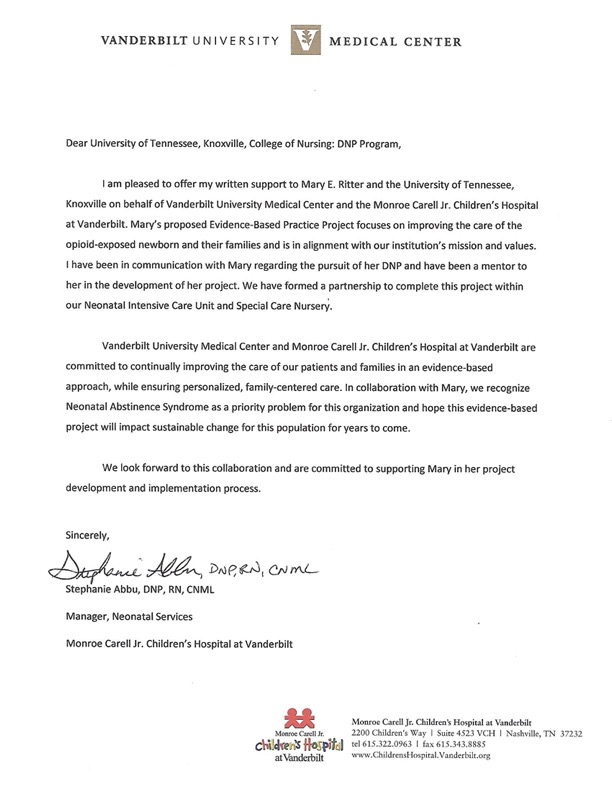 VANDERBILT UNIVERSITY V MEDICAL CENTER
Dear University of Tennessee, Knoxville, College of Nursing: DNP Program,
I am pleased to offer my written support to Mary E. Ritter and the University of Tennessee,
Knoxville on behalf of Vanderbilt University Medical Center and the Monroe Carell Jr. Children's Hospital
at Vanderbilt. Mary's proposed Evidence-Based Practice Project focuses on improving the care of the
opioid-exposed newborn and their families and is in alignment with our institution's mission and values.
I have been in communication with Mary regarding the pursuit of her DNP and have been a mentor to
her in the development of her project. We have formed a partnership to complete this project within
our Neonatal Intensive Care Unit and Special Care Nursery.
Vanderbilt University Medical Center and Monroe Carell Jr. Children's Hospital at Vanderbilt are
committed to continually improving the care of our patients and families in an evidence-based
approach, while ensuring personalized, family-centered care. In collaboration with Mary, we recognize
Neonatal Abstinence Syndrome as a priority problem for this organization and hope this evidence-based
project will impact sustainable change for this population for years to come.
We look forward to this collaboration and are committed to supporting Mary in her project
development and implementation process.
Sincerely,
Stephanie Abbu, DNP, RN, CNML
Stephanie Abbu, DNP, RN, CNML
Manager, Neonatal Services
Monroe Carell Jr. Children's Hospital at Vanderbilt
Monroe Carell Jr.
Children's Hospital
at Vanderbilt
Monroe Carell Jr. Children's Hospital at Vanderbilt
2200 Children's Way | Suite 4523 VCH | Nashville, TN 37232
tel 615.322.0963 | fax 615.343.8885
www.ChildrensHospital.Vanderbilt.org